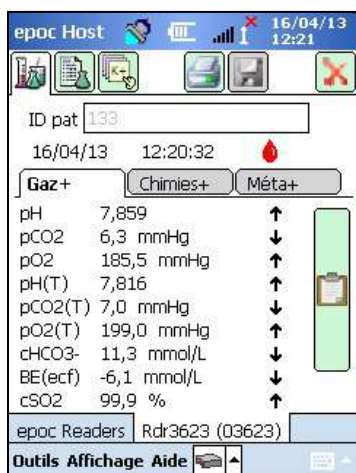 epoc Host 16/04/13 12:21
K+
ID pat 133
16/04/13 12:20:32
Gaz+ Chimies+ Méta+
pH 7,859 ↑
pCO2 6,3 mmHg ↓
pO2 185,5 mmHg ↑
pH(T) 7,816 ↑
pCO2(T) 7,0 mmHg ↓
pO2(T) 199,0 mmHg ↑
cHCO3- 11,3 mmol/L ↓
BE(ecf) -6,1 mmol/L ↓
cSO2 99,9 % ↑
epoc Readers Rdr3623 (03623)
Outils Affichage Aide